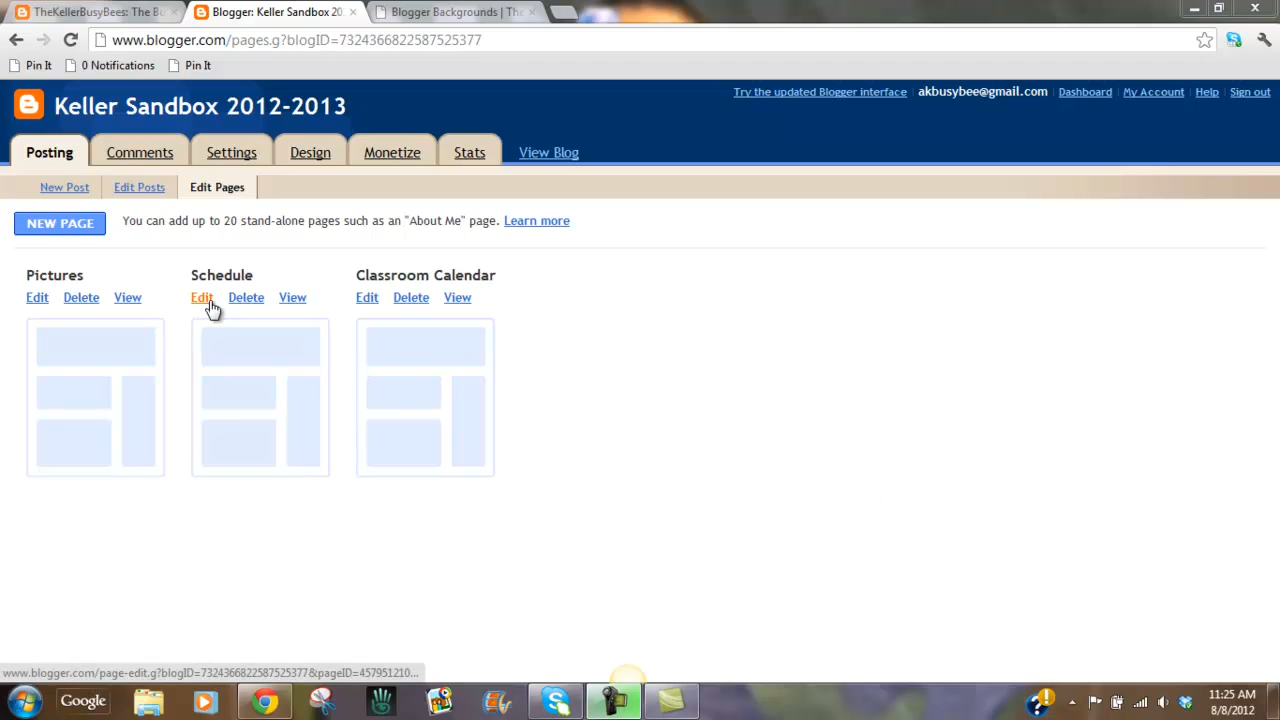 TheKellerBusyBees: The Bu
Blogger: Keller Sandbox 20
Blogger Backgrounds | The
www.blogger.com/pages.g?blogID=7324366822587525377
Pin It
0 Notifications
Pin It
Keller Sandbox 2012-2013
Try the updated Blogger interface
akbusybee@gmail.com
Dashboard
My Account
Help
Sign out
Posting
Comments
Settings
Design
Monetize
Stats
View Blog
New Post
Edit Posts
Edit Pages
NEW PAGE
You can add up to 20 stand-alone pages such as an "About Me" page. Learn more
Pictures
Schedule
Classroom Calendar
Edit Delete View
Edit Delete View
Edit Delete View
www.blogger.com/page-edit.g?blogID=7324366822587525377&pageID=457951210...
Google
11:25 AM
8/8/2012